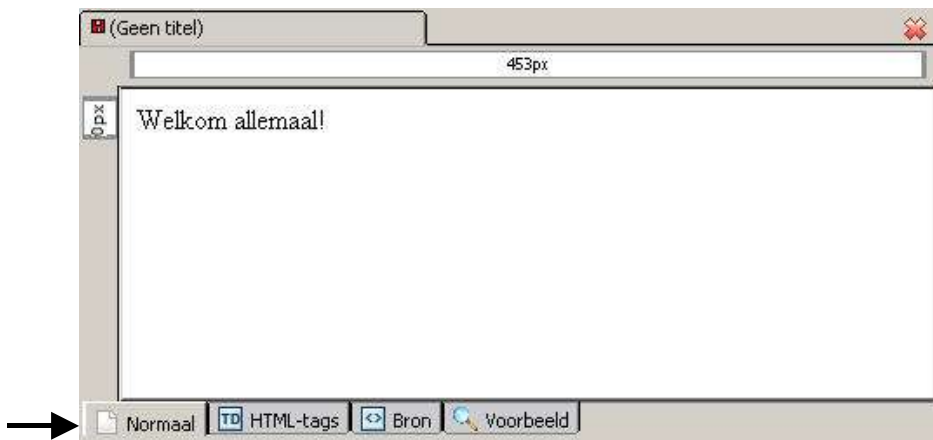 (Geen titel)
453px
0px
Welkom allemaal!
Normaal TD HTML-tags <> Bron Voorbeeld